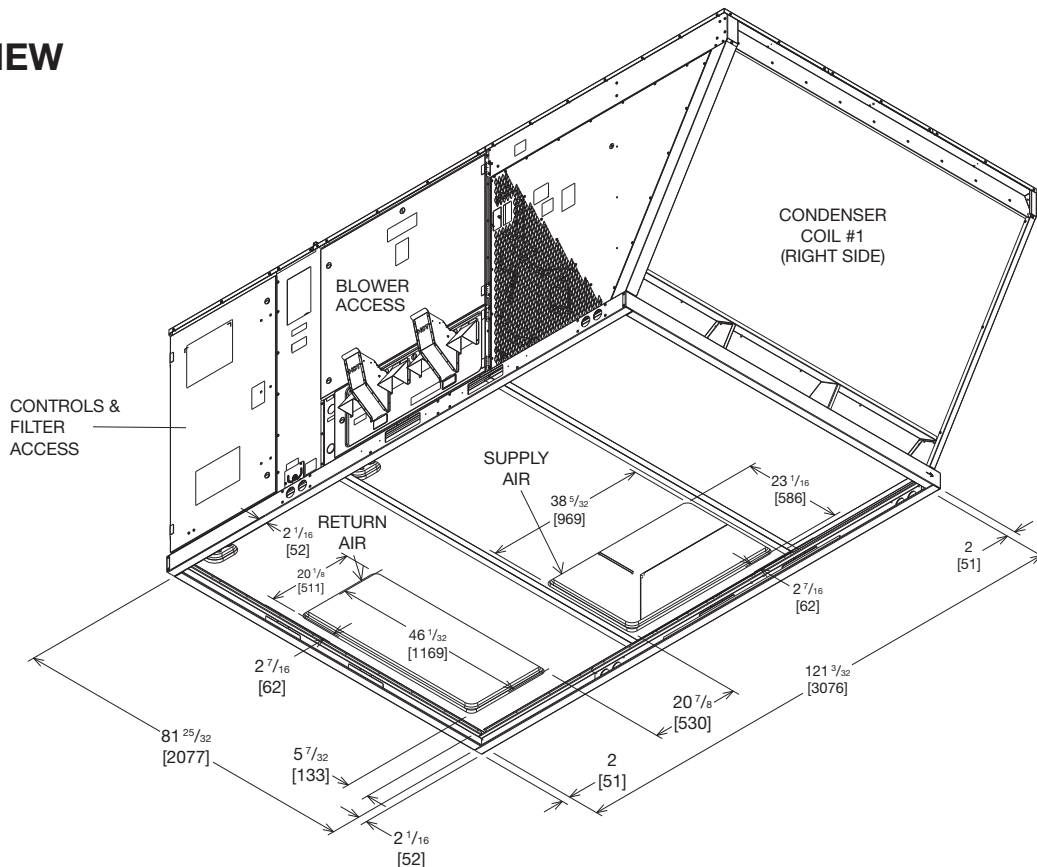 IEW
CONDENSER
COIL #1
(RIGHT SIDE)
BLOWER
ACCESS
CONTROLS &
FILTER
ACCESS
SUPPLY
AIR
23 1/16
[586]
38 5/32
[969]
2 1/16
[52]
RETURN
AIR
20 1/8
[511]
2
[51]
2 7/16
[62]
46 1/32
[1169]
2 7/16
[62]
121 3/32
[3076]
20 7/8
[530]
81 25/32
[2077]
5 7/32
[133]
2
[51]
2 1/16
[52]